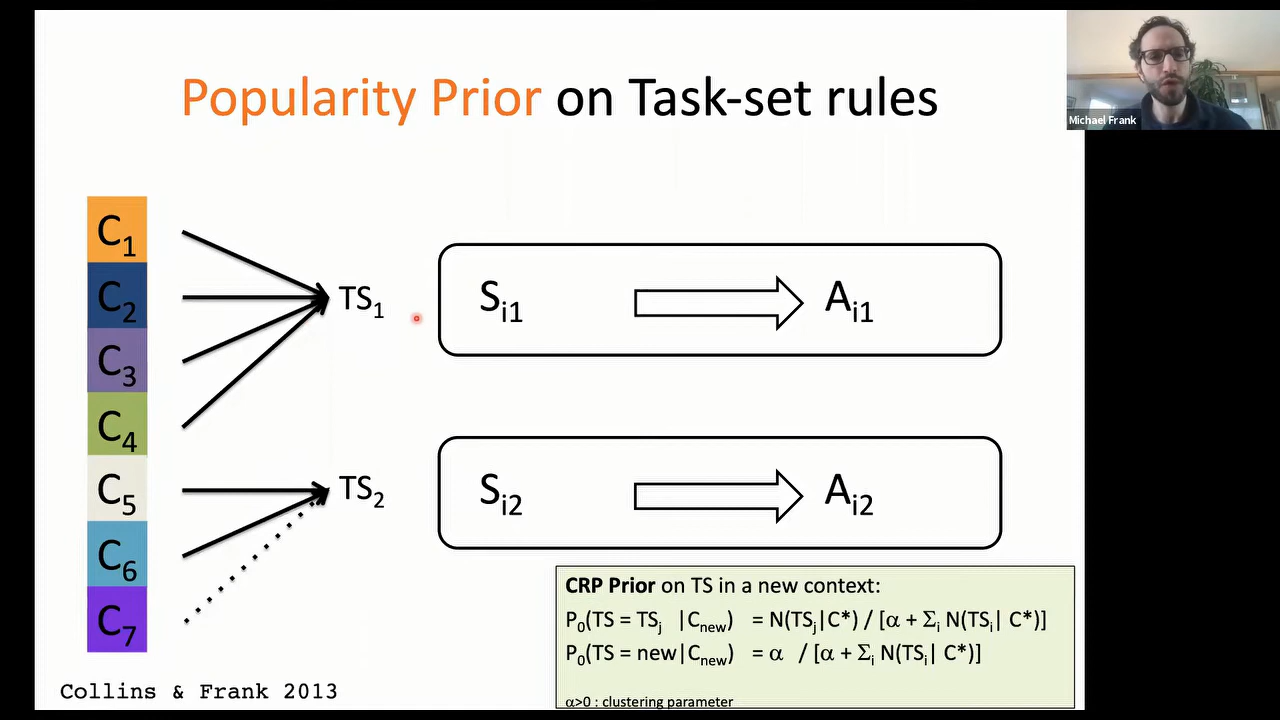 Popularity Prior on Task-set rules
Michael Frank
C1
C2
C3
C4
C5
C6
C7
TS1
Si1
Ai1
TS2
Si2
Ai2
CRP Prior on TS in a new context:
P0(TS = TSj |Cnew) = N(TSj|C*) / [α + Σi N(TSi| C*)]
P0(TS = new|Cnew) = α / [α + Σi N(TSi| C*)]
α>0 : clustering parameter
Collins & Frank 2013